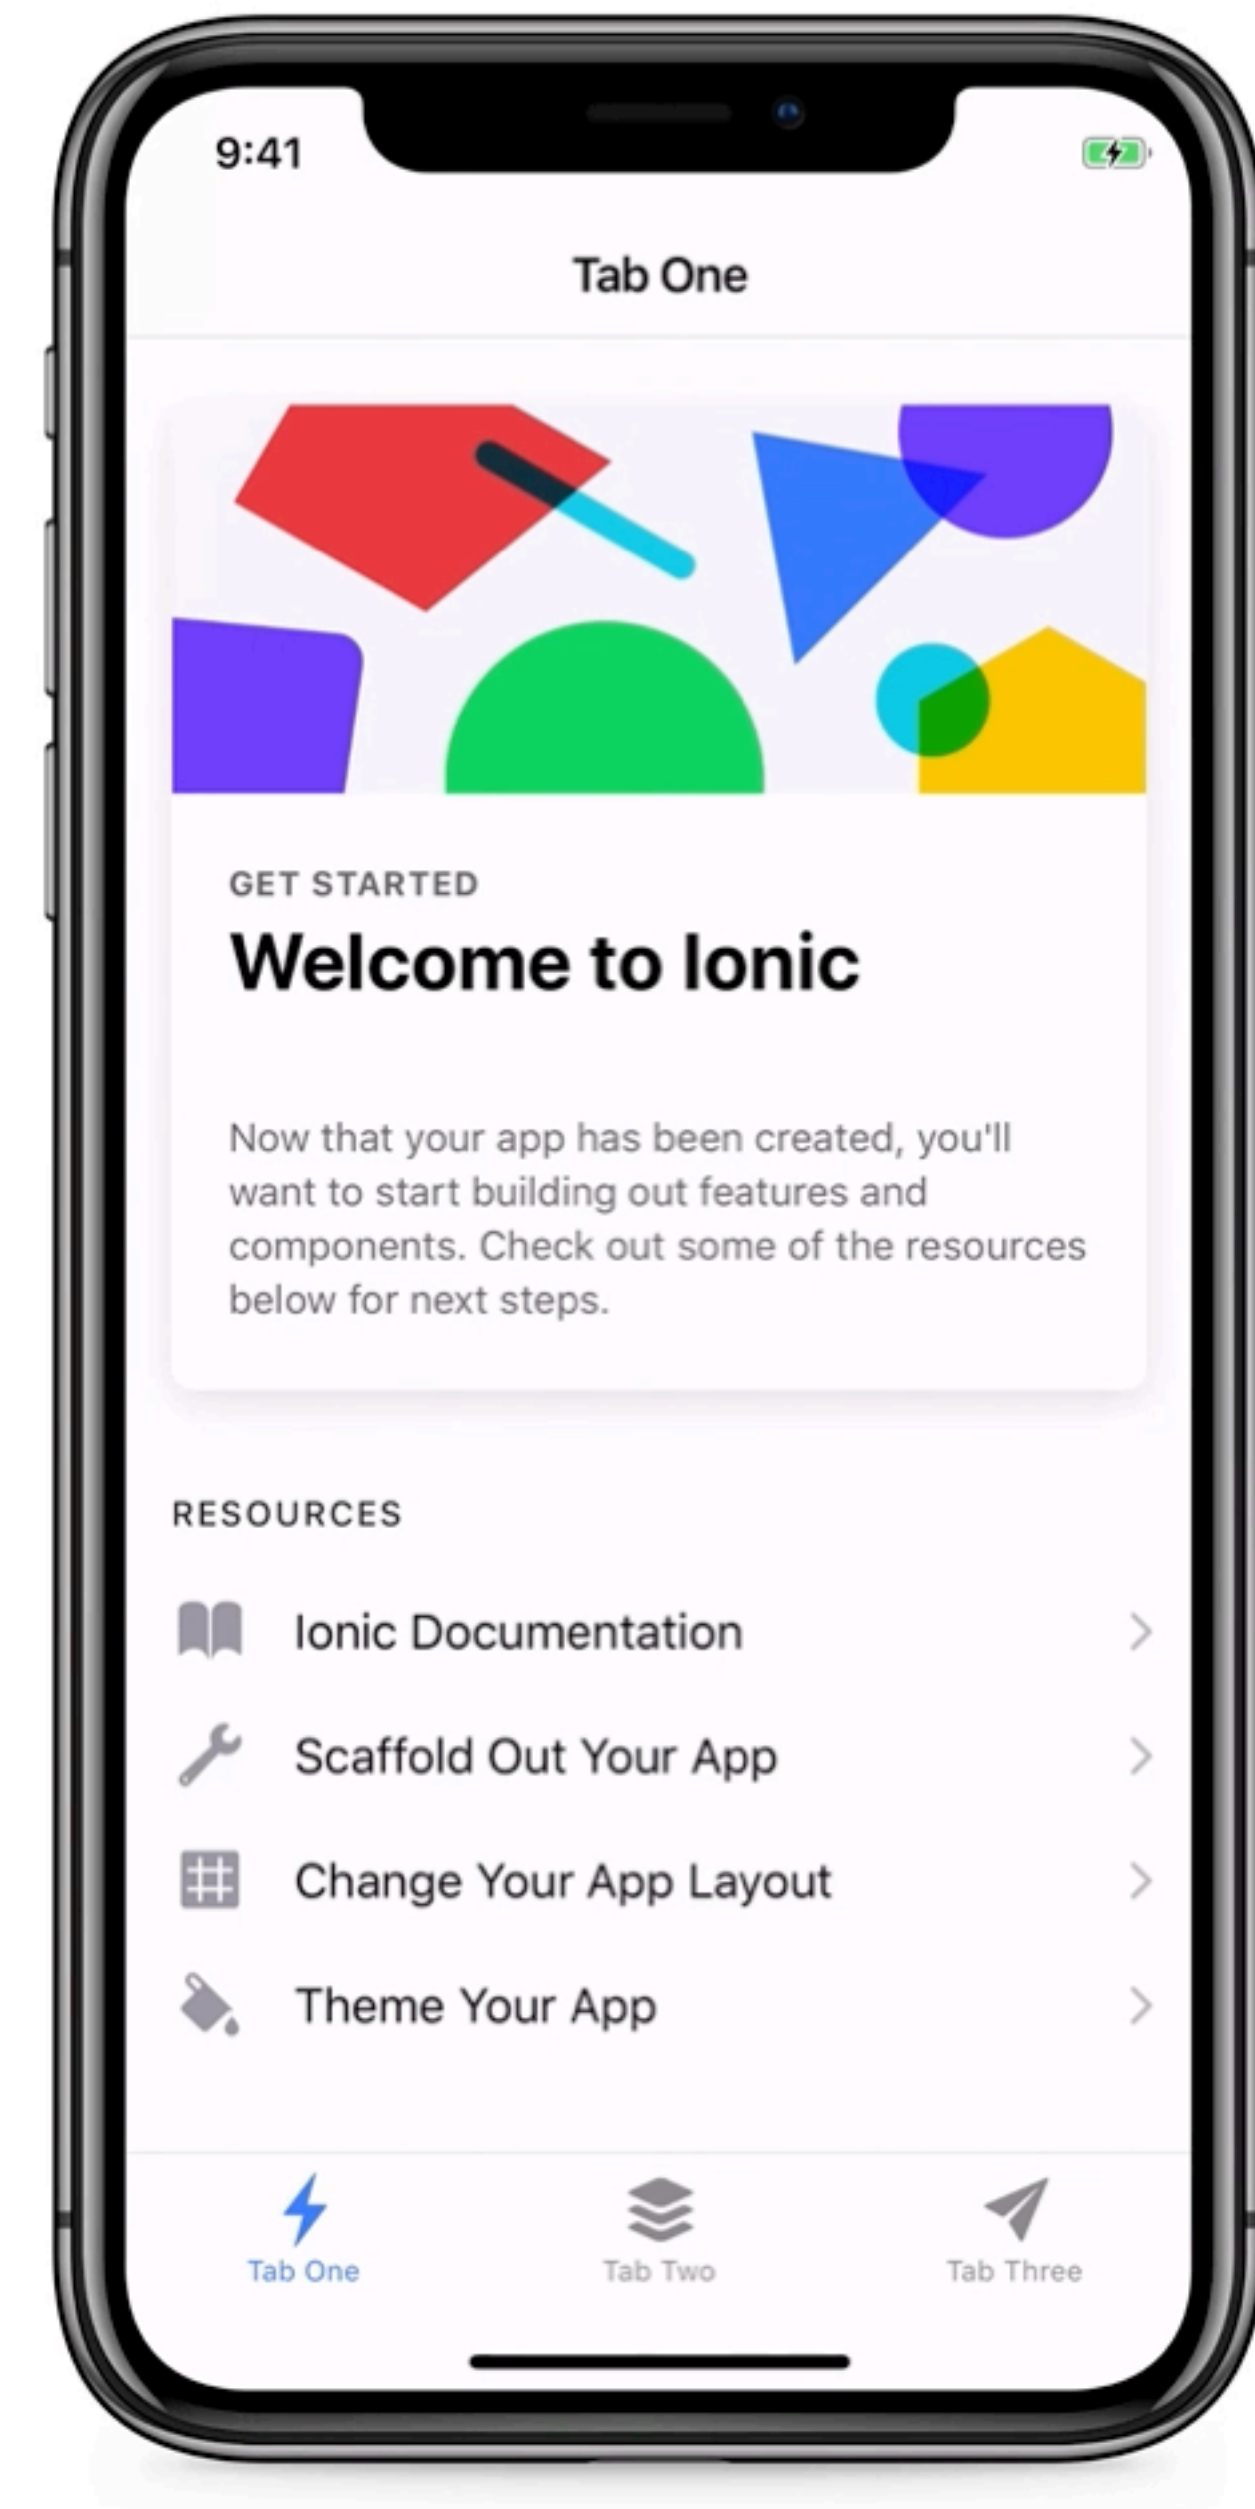 9:41
Tab One
GET STARTED
Welcome to Ionic
Now that your app has been created, you'll
want to start building out features and
components. Check out some of the resources
below for next steps.
RESOURCES
Ionic Documentation
Scaffold Out Your App
Change Your App Layout
Theme Your App
Tab One
Tab Two
Tab Three